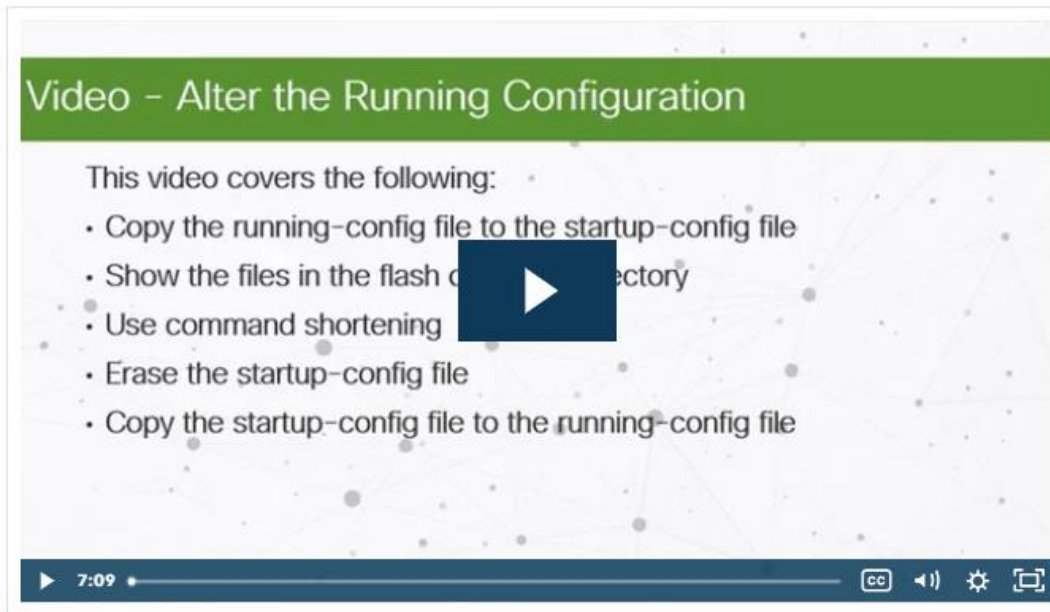 Video - Alter the Running Configuration
This video covers the following:
• Copy the running-config file to the startup-config file
• Show the files in the flash
• Use command shortening
• Erase the startup-config file
• Copy the startup-config file to the running-config file
7:09
CC